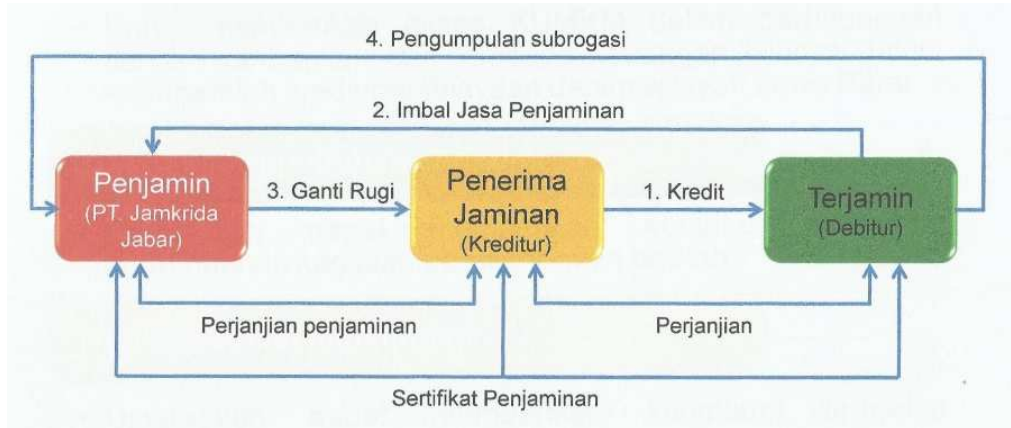 4. Pengumpulan subrogasi
2. Imbal Jasa Penjaminan
Penjamin
(PT. Jamkrida
Jabar)
3. Ganti Rugi
Penerima
Jaminan
(Kreditur)
1. Kredit
Terjamin
(Debitur)
Perjanjian penjaminan
Perjanjian
Sertifikat Penjaminan